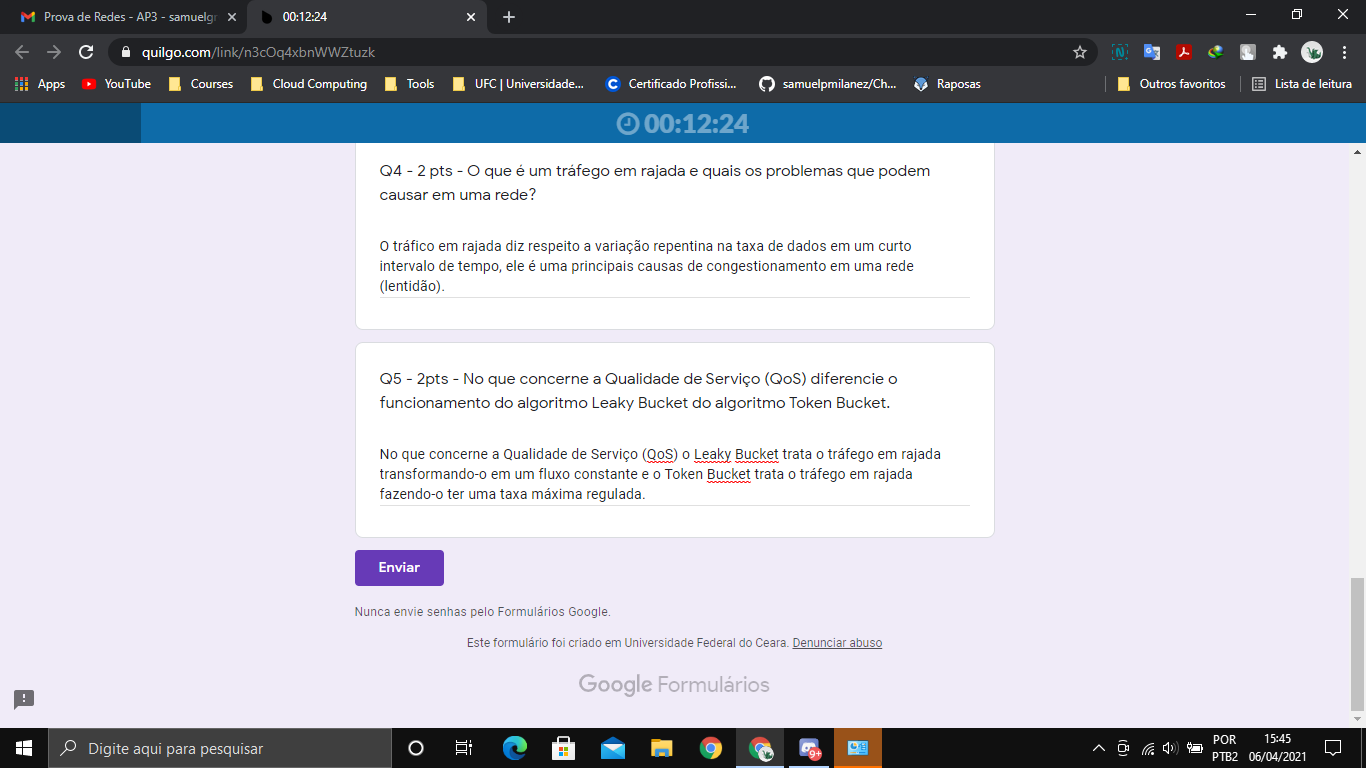 Prova de Redes - AP3 - samuelgr
00:12:24
quilgo.com/link/n3cOq4xbnWWZtuzk
Apps
YouTube
Courses
Cloud Computing
Tools
UFC | Universidade...
Certificado Profissi...
samuelpmilanez/Ch...
Raposas
Outros favoritos
Lista de leitura
00:12:24
Q4 - 2 pts - O que é um tráfego em rajada e quais os problemas que podem
causar em uma rede?
O tráfico em rajada diz respeito a variação repentina na taxa de dados em um curto
intervalo de tempo, ele é uma principais causas de congestionamento em uma rede
(lentidão).
Q5 - 2pts - No que concerne a Qualidade de Serviço (QoS) diferencie o
funcionamento do algoritmo Leaky Bucket do algoritmo Token Bucket.
No que concerne a Qualidade de Serviço (QoS) o Leaky Bucket trata o tráfego em rajada
transformando-o em um fluxo constante e o Token Bucket trata o tráfego em rajada
fazendo-o ter uma taxa máxima regulada.
Enviar
Nunca envie senhas pelo Formulários Google.
Este formulário foi criado em Universidade Federal do Ceara. Denunciar abuso
Google Formulários
Digite aqui para pesquisar
9+
POR
PTB2
15:45
06/04/2021